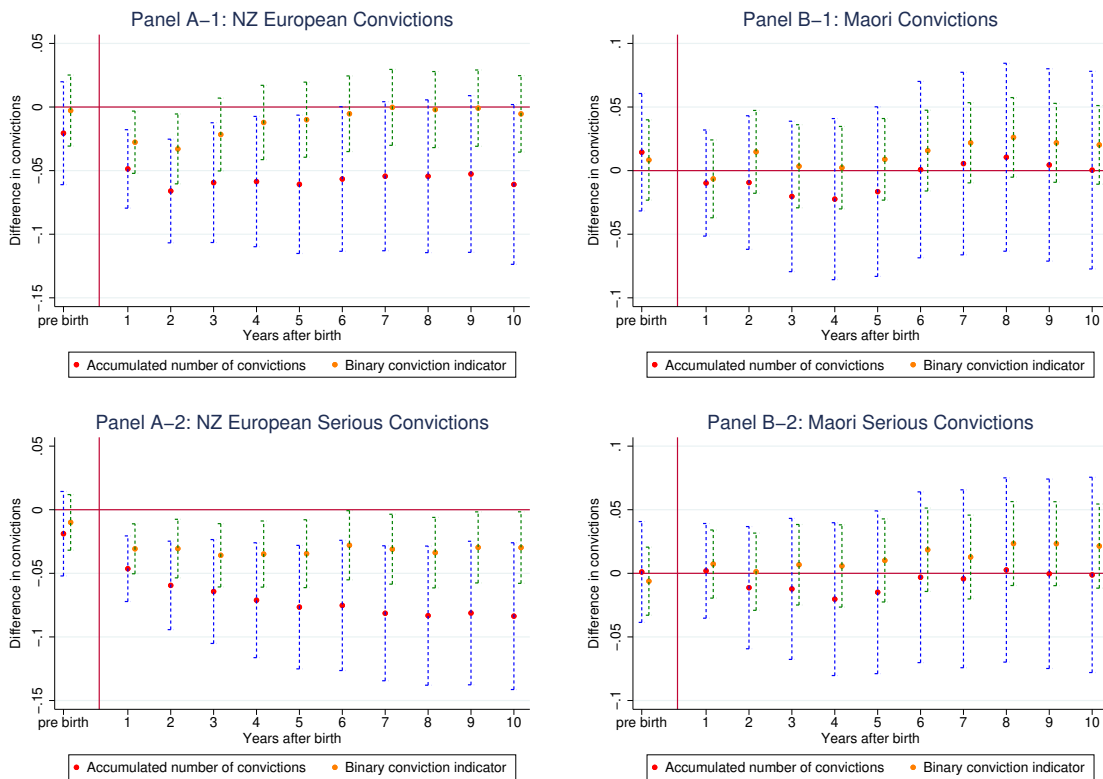 Panel A−1: NZ European Convictions
Difference in convictions
.05
0
−.05
−.1
−.15
pre birth 1 2 3 4 5 6 7 8 9 10
Years after birth
Accumulated number of convictions Binary conviction indicator
Panel B−1: Maori Convictions
Difference in convictions
.1
.05
0
−.05
−.1
pre birth 1 2 3 4 5 6 7 8 9 10
Years after birth
Accumulated number of convictions Binary conviction indicator
Panel A−2: NZ European Serious Convictions
Difference in convictions
.05
0
−.05
−.1
−.15
pre birth 1 2 3 4 5 6 7 8 9 10
Years after birth
Accumulated number of convictions Binary conviction indicator
Panel B−2: Maori Serious Convictions
Difference in convictions
.1
.05
0
−.05
−.1
pre birth 1 2 3 4 5 6 7 8 9 10
Years after birth
Accumulated number of convictions Binary conviction indicator